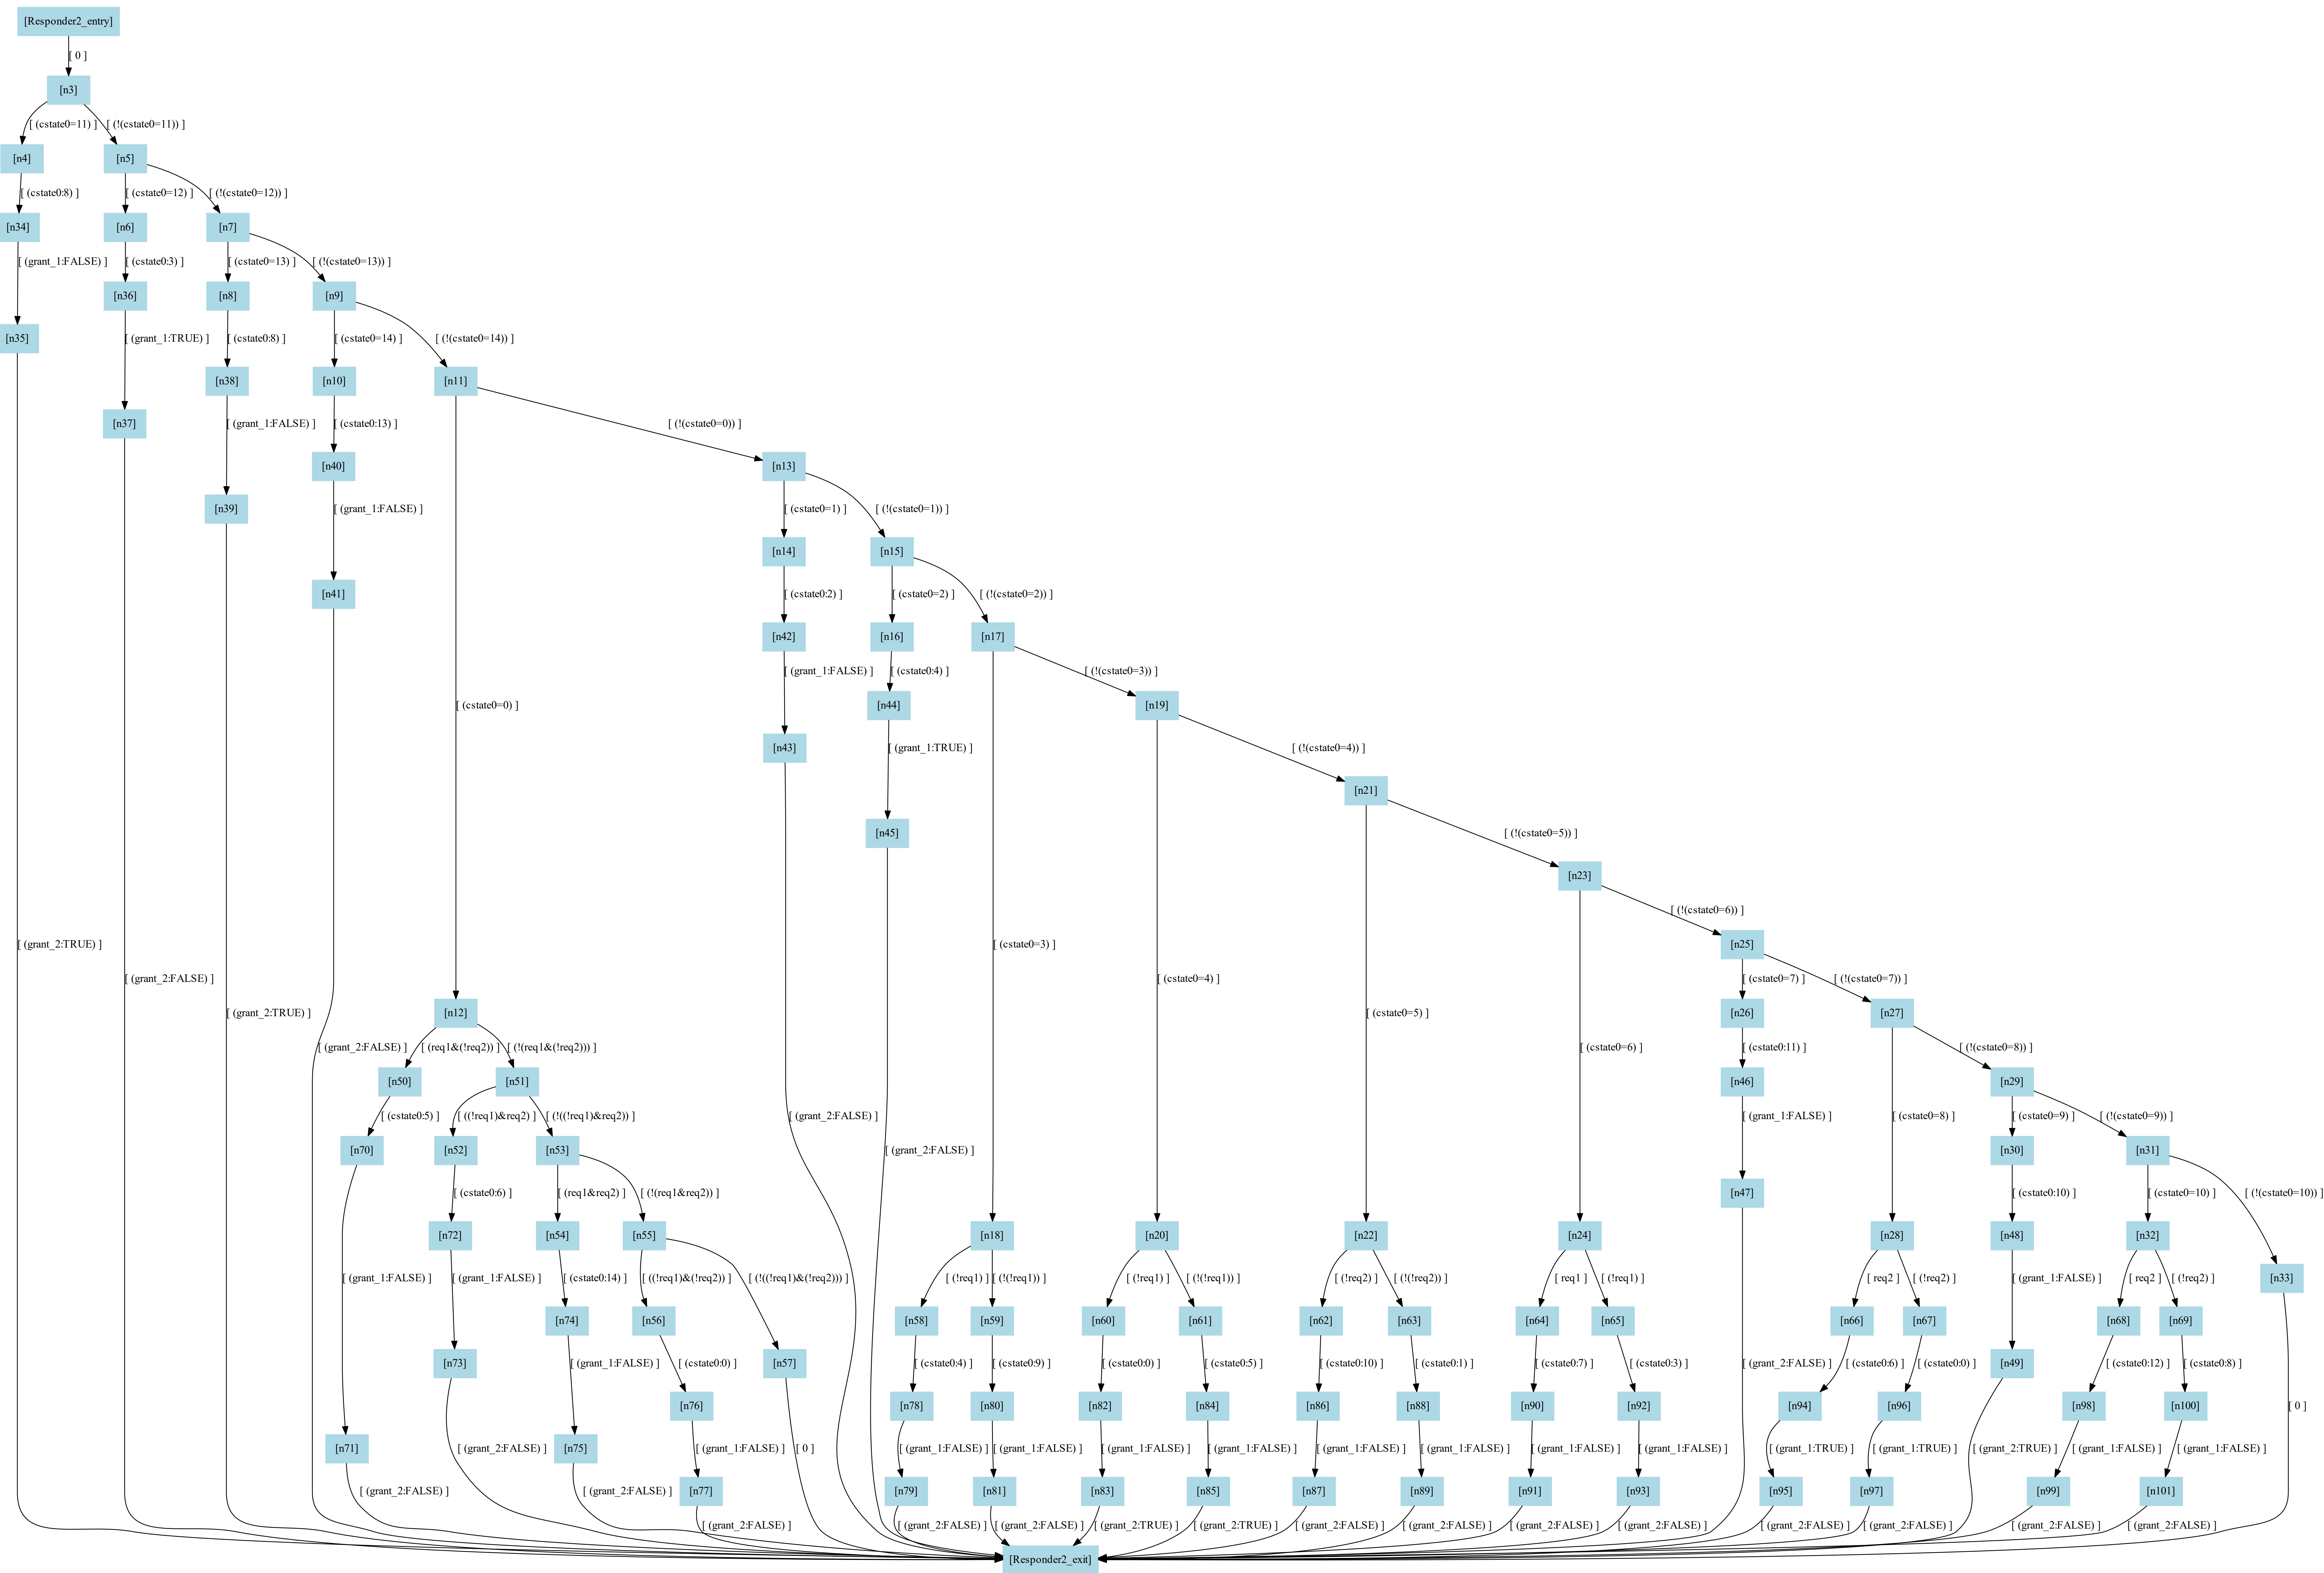 [Responder2_entry]
[ 0 ]
[n3]
[ (cstate0=11) ] [ (!(cstate0=11)) ]
[n4] [n5]
[ (cstate0:8) ] [ (cstate0=12) ] [ (!(cstate0=12)) ]
[n34] [n6] [n7]
[ (grant_1:FALSE) ] [ (cstate0:3) ] [ (cstate0=13) ] [ (!(cstate0=13)) ]
[n36] [n8] [n9]
[n35] [ (grant_1:TRUE) ] [ (cstate0:8) ] [ (cstate0=14) ] [ (!(cstate0=14)) ]
[n38] [n10] [n11]
[n37] [ (grant_1:FALSE) ] [ (cstate0:13) ] [ (!(cstate0=0)) ]
[n40] [n13]
[n39] [ (grant_1:FALSE) ] [ (cstate0=1) ] [ (!(cstate0=1)) ]
[n14] [n15]
[n41] [ (cstate0:2) ] [ (cstate0=2) ] [ (!(cstate0=2)) ]
[n42] [n16] [n17]
[ (grant_1:FALSE) ] [ (cstate0:4) ] [ (!(cstate0=3)) ]
[ (cstate0=0) ] [n44] [n19]
[n43] [ (grant_1:TRUE) ] [ (!(cstate0=4)) ]
[n21]
[n45] [ (!(cstate0=5)) ]
[n23]
[ (!(cstate0=6)) ]
[ (grant_2:TRUE) ] [ (cstate0=3) ] [n25]
[ (grant_2:FALSE) ] [ (cstate0=4) ] [ (cstate0=7) ] [ (!(cstate0=7)) ]
[ (grant_2:TRUE) ] [n12] [ (cstate0=5) ] [n26] [n27]
[ (grant_2:FALSE) ] [ (req1&(!req2)) ] [ (!(req1&(!req2))) ] [ (cstate0=6) ] [ (cstate0:11) ] [ (!(cstate0=8)) ]
[n50] [n51] [n46] [n29]
[ (cstate0:5) ] [ ((!req1)&req2) ] [ (!((!req1)&req2)) ] [ (grant_2:FALSE) ] [ (grant_1:FALSE) ] [ (cstate0=8) ] [ (cstate0=9) ] [ (!(cstate0=9)) ]
[n70] [n52] [n53] [ (grant_2:FALSE) ] [n30] [n31]
[ (cstate0:6) ] [ (req1&req2) ] [ (!(req1&req2)) ] [n47] [ (cstate0:10) ] [ (cstate0=10) ] [ (!(cstate0=10)) ]
[n72] [n54] [n55] [n18] [n20] [n22] [n24] [n28] [n48] [n32]
[ (grant_1:FALSE) ] [ (grant_1:FALSE) ] [ (cstate0:14) ] [ ((!req1)&(!req2)) ] [ (!((!req1)&(!req2))) ] [ (!req1) ] [ (!(!req1)) ] [ (!req1) ] [ (!(!req1)) ] [ (!req2) ] [ (!(!req2)) ] [ req1 ] [ (!req1) ] [ req2 ] [ (!req2) ] [ (grant_1:FALSE) ] [ req2 ] [ (!req2) ] [n33]
[n74] [n56] [n58] [n59] [n60] [n61] [n62] [n63] [n64] [n65] [n66] [n67] [n68] [n69]
[n73] [ (grant_1:FALSE) ] [ (cstate0:0) ] [n57] [ (cstate0:4) ] [ (cstate0:9) ] [ (cstate0:0) ] [ (cstate0:5) ] [ (cstate0:10) ] [ (cstate0:1) ] [ (cstate0:7) ] [ (cstate0:3) ] [ (grant_2:FALSE) ] [ (cstate0:6) ] [ (cstate0:0) ] [n49] [ (cstate0:12) ] [ (cstate0:8) ]
[n76] [n78] [n80] [n82] [n84] [n86] [n88] [n90] [n92] [n94] [n96] [n98] [n100] [ 0 ]
[n71] [ (grant_2:FALSE) ] [n75] [ (grant_1:FALSE) ] [ 0 ] [ (grant_1:FALSE) ] [ (grant_1:FALSE) ] [ (grant_1:FALSE) ] [ (grant_1:FALSE) ] [ (grant_1:FALSE) ] [ (grant_1:FALSE) ] [ (grant_1:FALSE) ] [ (grant_1:FALSE) ] [ (grant_1:TRUE) ] [ (grant_1:TRUE) ] [ (grant_2:TRUE) ] [ (grant_1:FALSE) ] [ (grant_1:FALSE) ]
[ (grant_2:FALSE) ] [ (grant_2:FALSE) ] [n77] [n79] [n81] [n83] [n85] [n87] [n89] [n91] [n93] [n95] [n97] [n99] [n101]
[ (grant_2:FALSE) ] [ (grant_2:FALSE) ] [ (grant_2:FALSE) ] [ (grant_2:TRUE) ] [ (grant_2:TRUE) ] [ (grant_2:FALSE) ] [ (grant_2:FALSE) ] [ (grant_2:FALSE) ] [ (grant_2:FALSE) ] [ (grant_2:FALSE) ] [ (grant_2:FALSE) ] [ (grant_2:FALSE) ] [ (grant_2:FALSE) ]
[Responder2_exit]